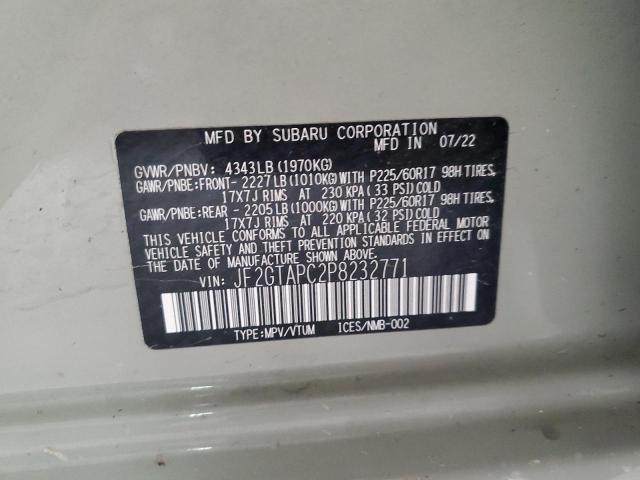 MFD BY SUBARU CORPORATION
MFD IN 07/22
GVWR/PNBV: 4343LB (1970KG)
GAWR/PNBE:FRONT- 2227LB(1010KG)WITH P225/60R17 98H TIRES,
17X7J RIMS AT 230 KPA( 33 PSI)COLD
GAWR/PNBE:REAR - 2205LB(1000KG)WITH P225/60R17 98H TIRES,
17X7J RIMS AT 220 KPA( 32 PSI)COLD
THIS VEHICLE CONFORMS TO ALL APPLICABLE FEDERAL MOTOR
VEHICLE SAFETY AND THEFT PREVENTION STANDARDS IN EFFECT
ON THE DATE OF MANUFACTURE SHOWN ABOVE.
VIN: JF2GTAPC2P8232771
TYPE:MPV/VTUM ICES/NMB-002